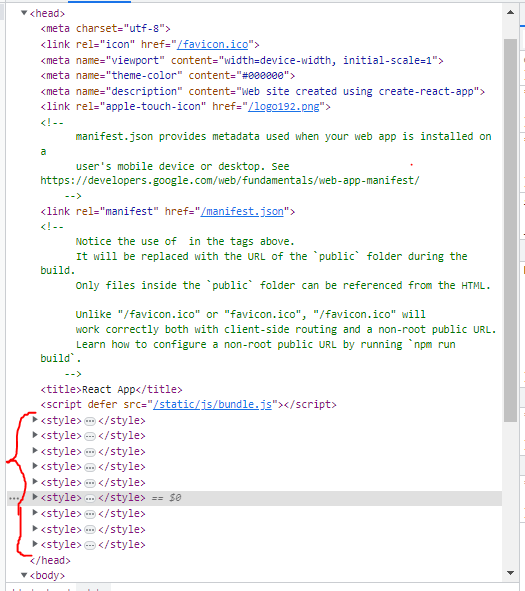 <head>
<meta charset="utf-8">
<link rel="icon" href="/favicon.ico">
<meta name="viewport" content="width=device-width, initial-scale=1">
<meta name="theme-color" content="#000000">
<meta name="description" content="Web site created using create-react-app">
<link rel="apple-touch-icon" href="/logo192.png">
<!--
manifest.json provides metadata used when your web app is installed on
a
user's mobile device or desktop. See
https://developers.google.com/web/fundamentals/web-app-manifest/
-->
<link rel="manifest" href="/manifest.json">
<!--
Notice the use of  in the tags above.
It will be replaced with the URL of the `public` folder during the
build.
Only files inside the `public` folder can be referenced from the HTML.

Unlike "/favicon.ico" or "favicon.ico", "/favicon.ico" will
work correctly both with client-side routing and a non-root public URL.
Learn how to configure a non-root public URL by running `npm run
build`.
-->
<title>React App</title>
<script defer src="/static/js/bundle.js"></script>
<style>…</style>
<style>…</style>
<style>…</style>
<style>…</style>
<style>…</style>
<style>…</style> == $0
<style>…</style>
<style>…</style>
<style>…</style>
</head>
<body>